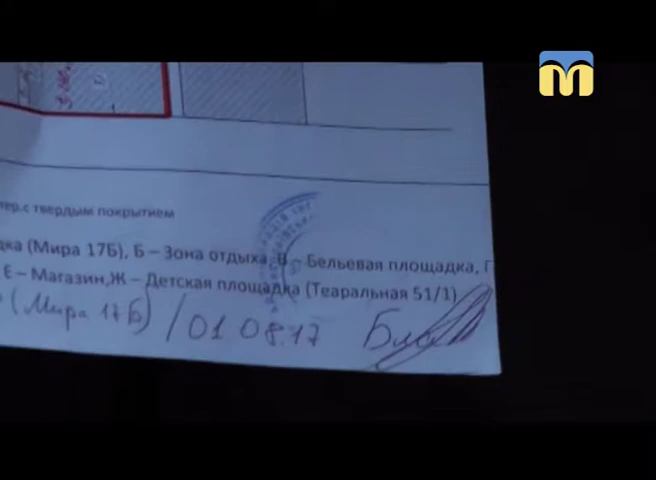 М
тер.с твердым покрытием
дка (Мира 17Б), Б – Зона отдыха, В – Бельевая площадка, Г
Е – Магазин,Ж – Детская площадка (Теаральная 51/1)
(Мира 17Б) / 01 08.17